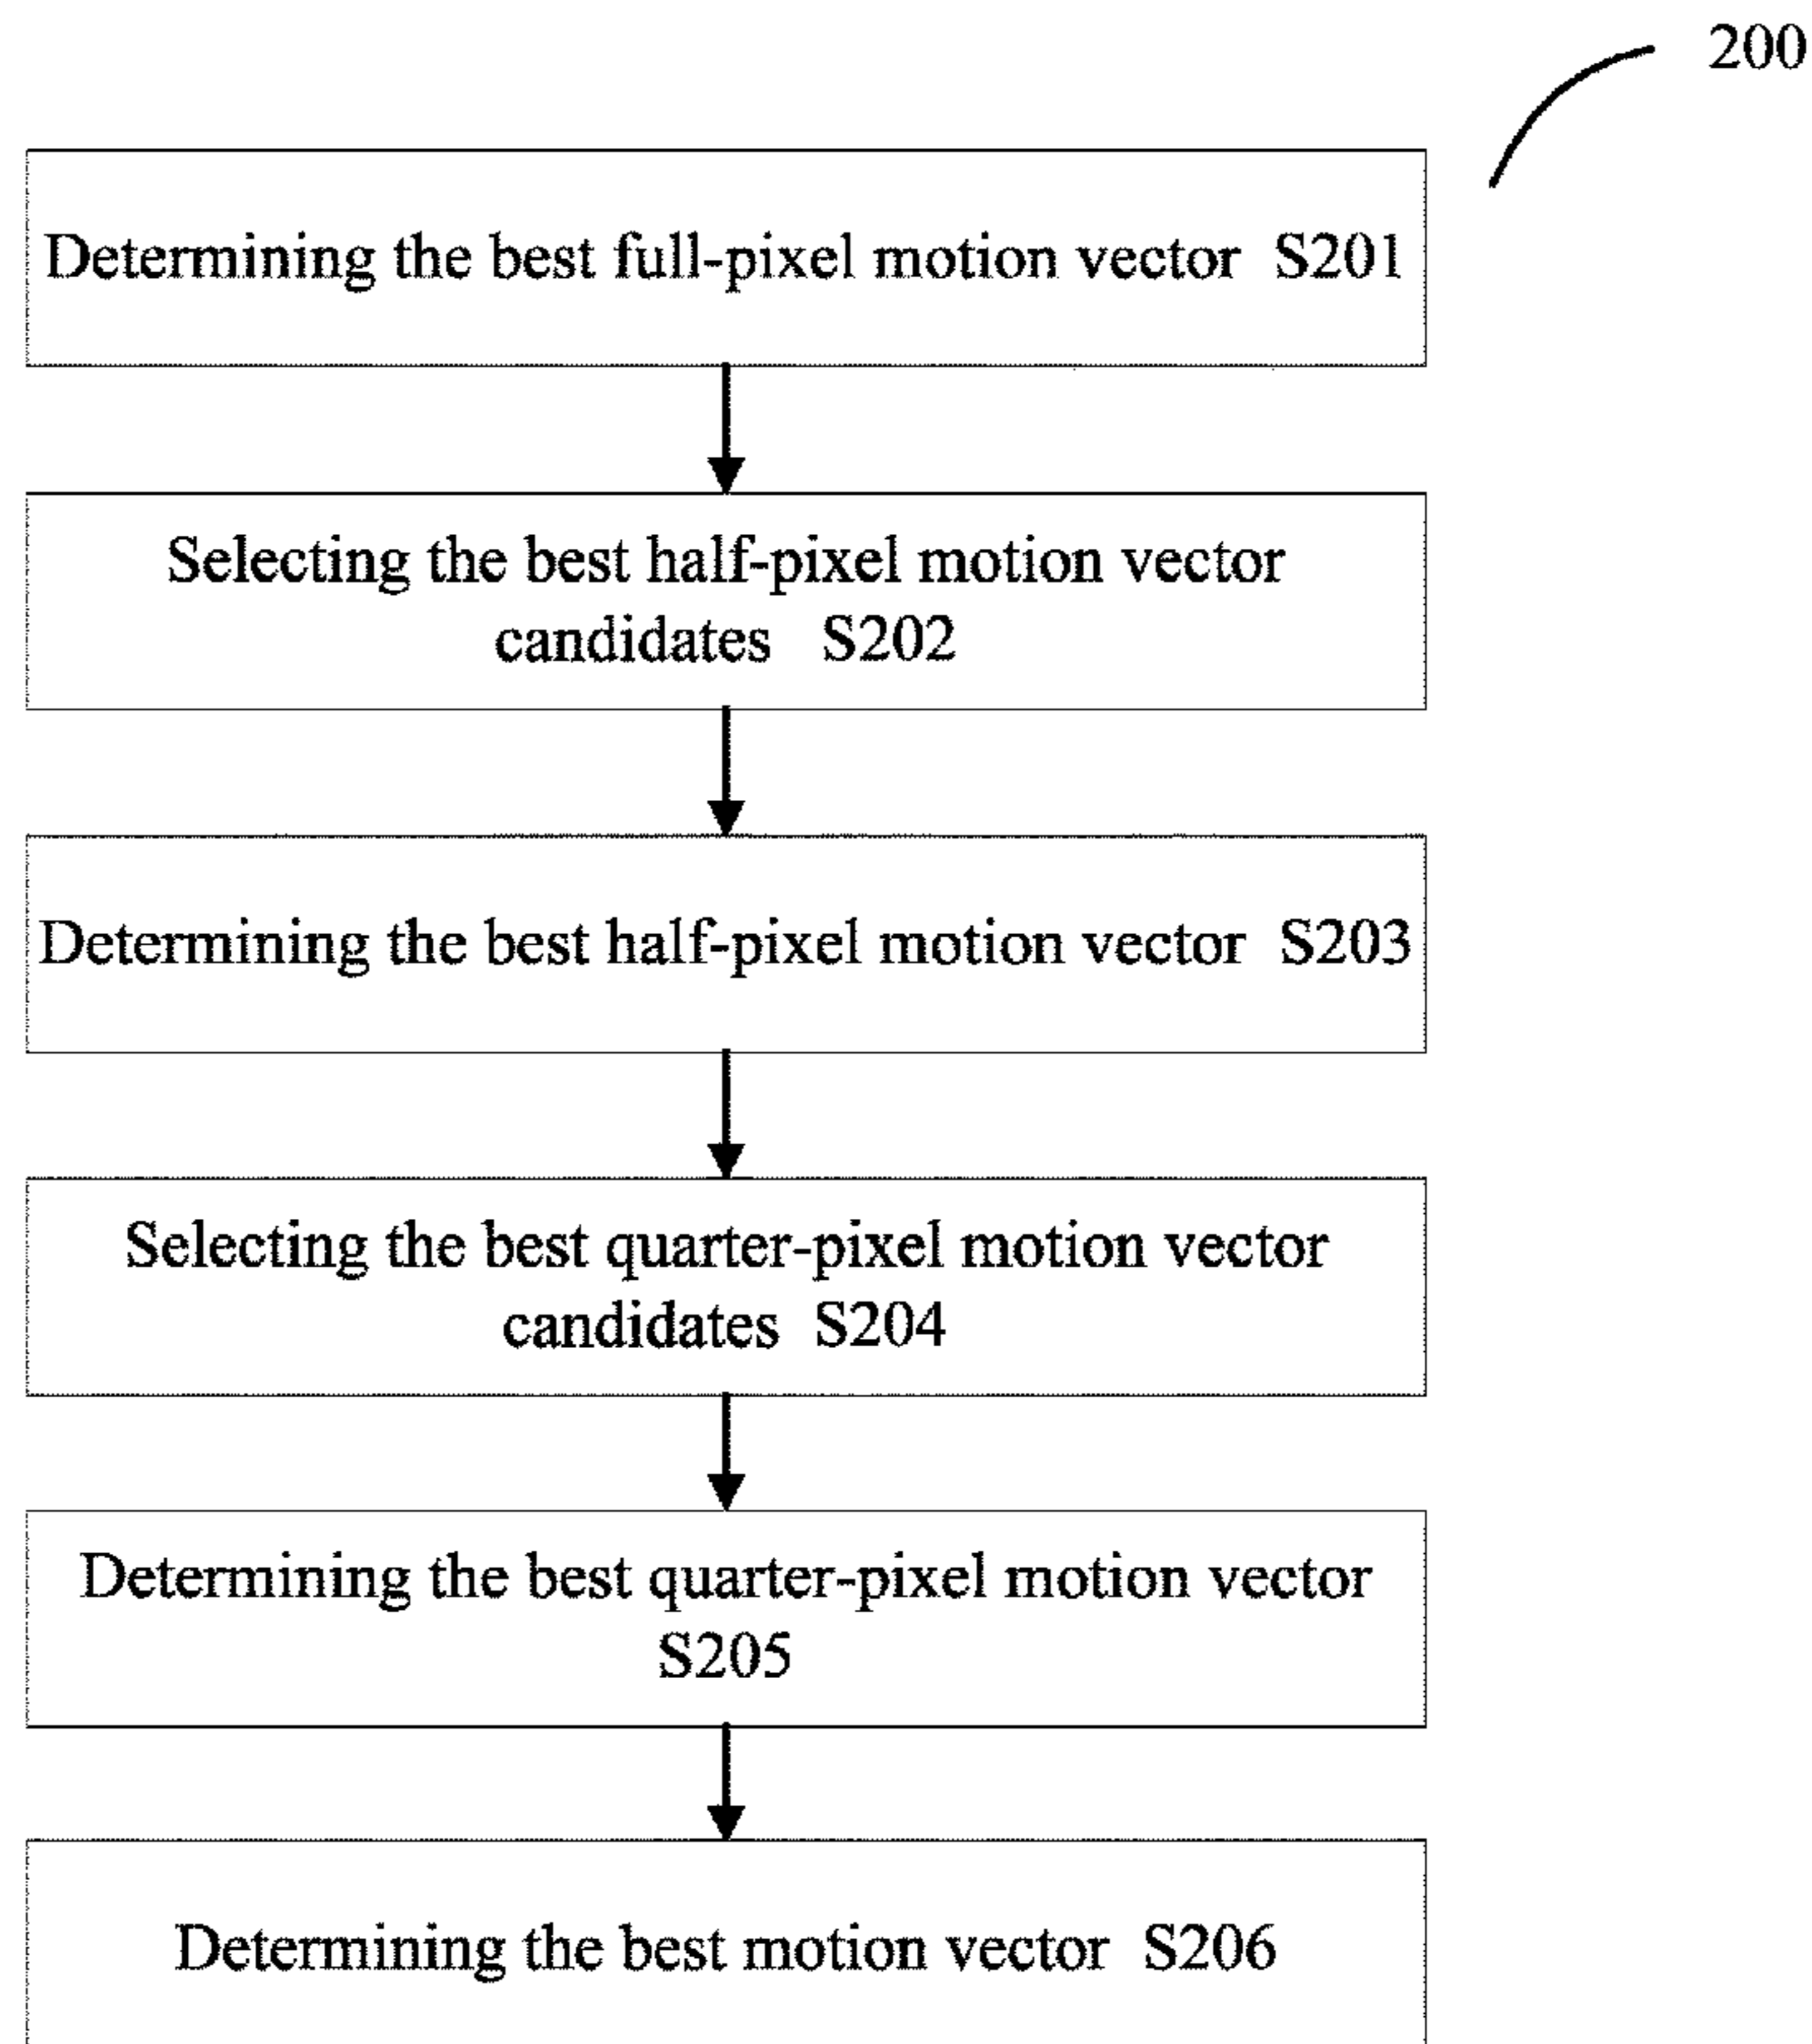 200
Determining the best full-pixel motion vector S201
Selecting the best half-pixel motion vector
candidates S202
Determining the best half-pixel motion vector S203
Selecting the best quarter-pixel motion vector
candidates S204
Determining the best quarter-pixel motion vector
S205
Determining the best motion vector S206